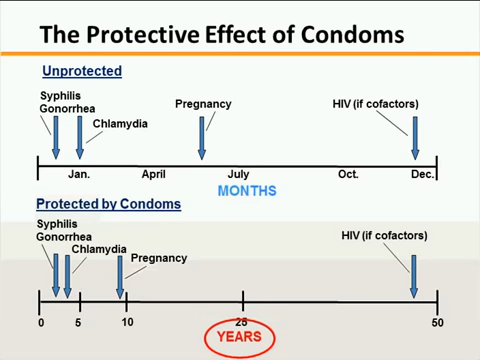 The Protective Effect of Condoms
Unprotected
Syphilis
Gonorrhea
Chlamydia
Pregnancy
HIV (if cofactors)
Jan.
April
July
Oct.
Dec.
MONTHS
Protected by Condoms
Syphilis
Gonorrhea
Chlamydia
Pregnancy
HIV (if cofactors)
0
5
10
25
50
YEARS